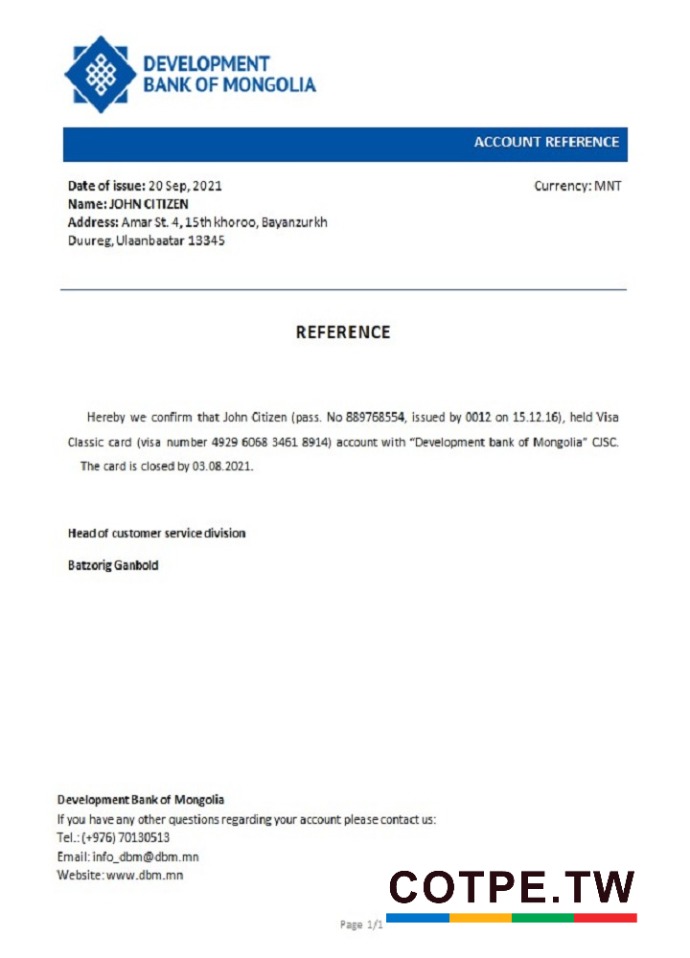 DEVELOPMENT
BANK OF MONGOLIA
ACCOUNT REFERENCE
Date of issue: 20 Sep, 2021
Currency: MNT
Name: JOHN CITIZEN
Address: Amar St. 4, 15th khoroo, Bayanzurkh
Duureg, Ulaanbaatar 13345
REFERENCE
Hereby we confirm that John Citizen (pass. No 889768554, issued by 0012 on 15.12.16), held Visa
Classic card (visa number 4929 6068 3461 8914) account with “Development bank of Mongolia” CJSC.
The card is closed by 03.08.2021.
Head of customer service division
Batzorig Ganbold
Development Bank of Mongolia
If you have any other questions regarding your account please contact us:
Tel.: (+976) 70130513
Email: info_dbm@dbm.mn
Website: www.dbm.mn
COTPE.TW
Page 1/1